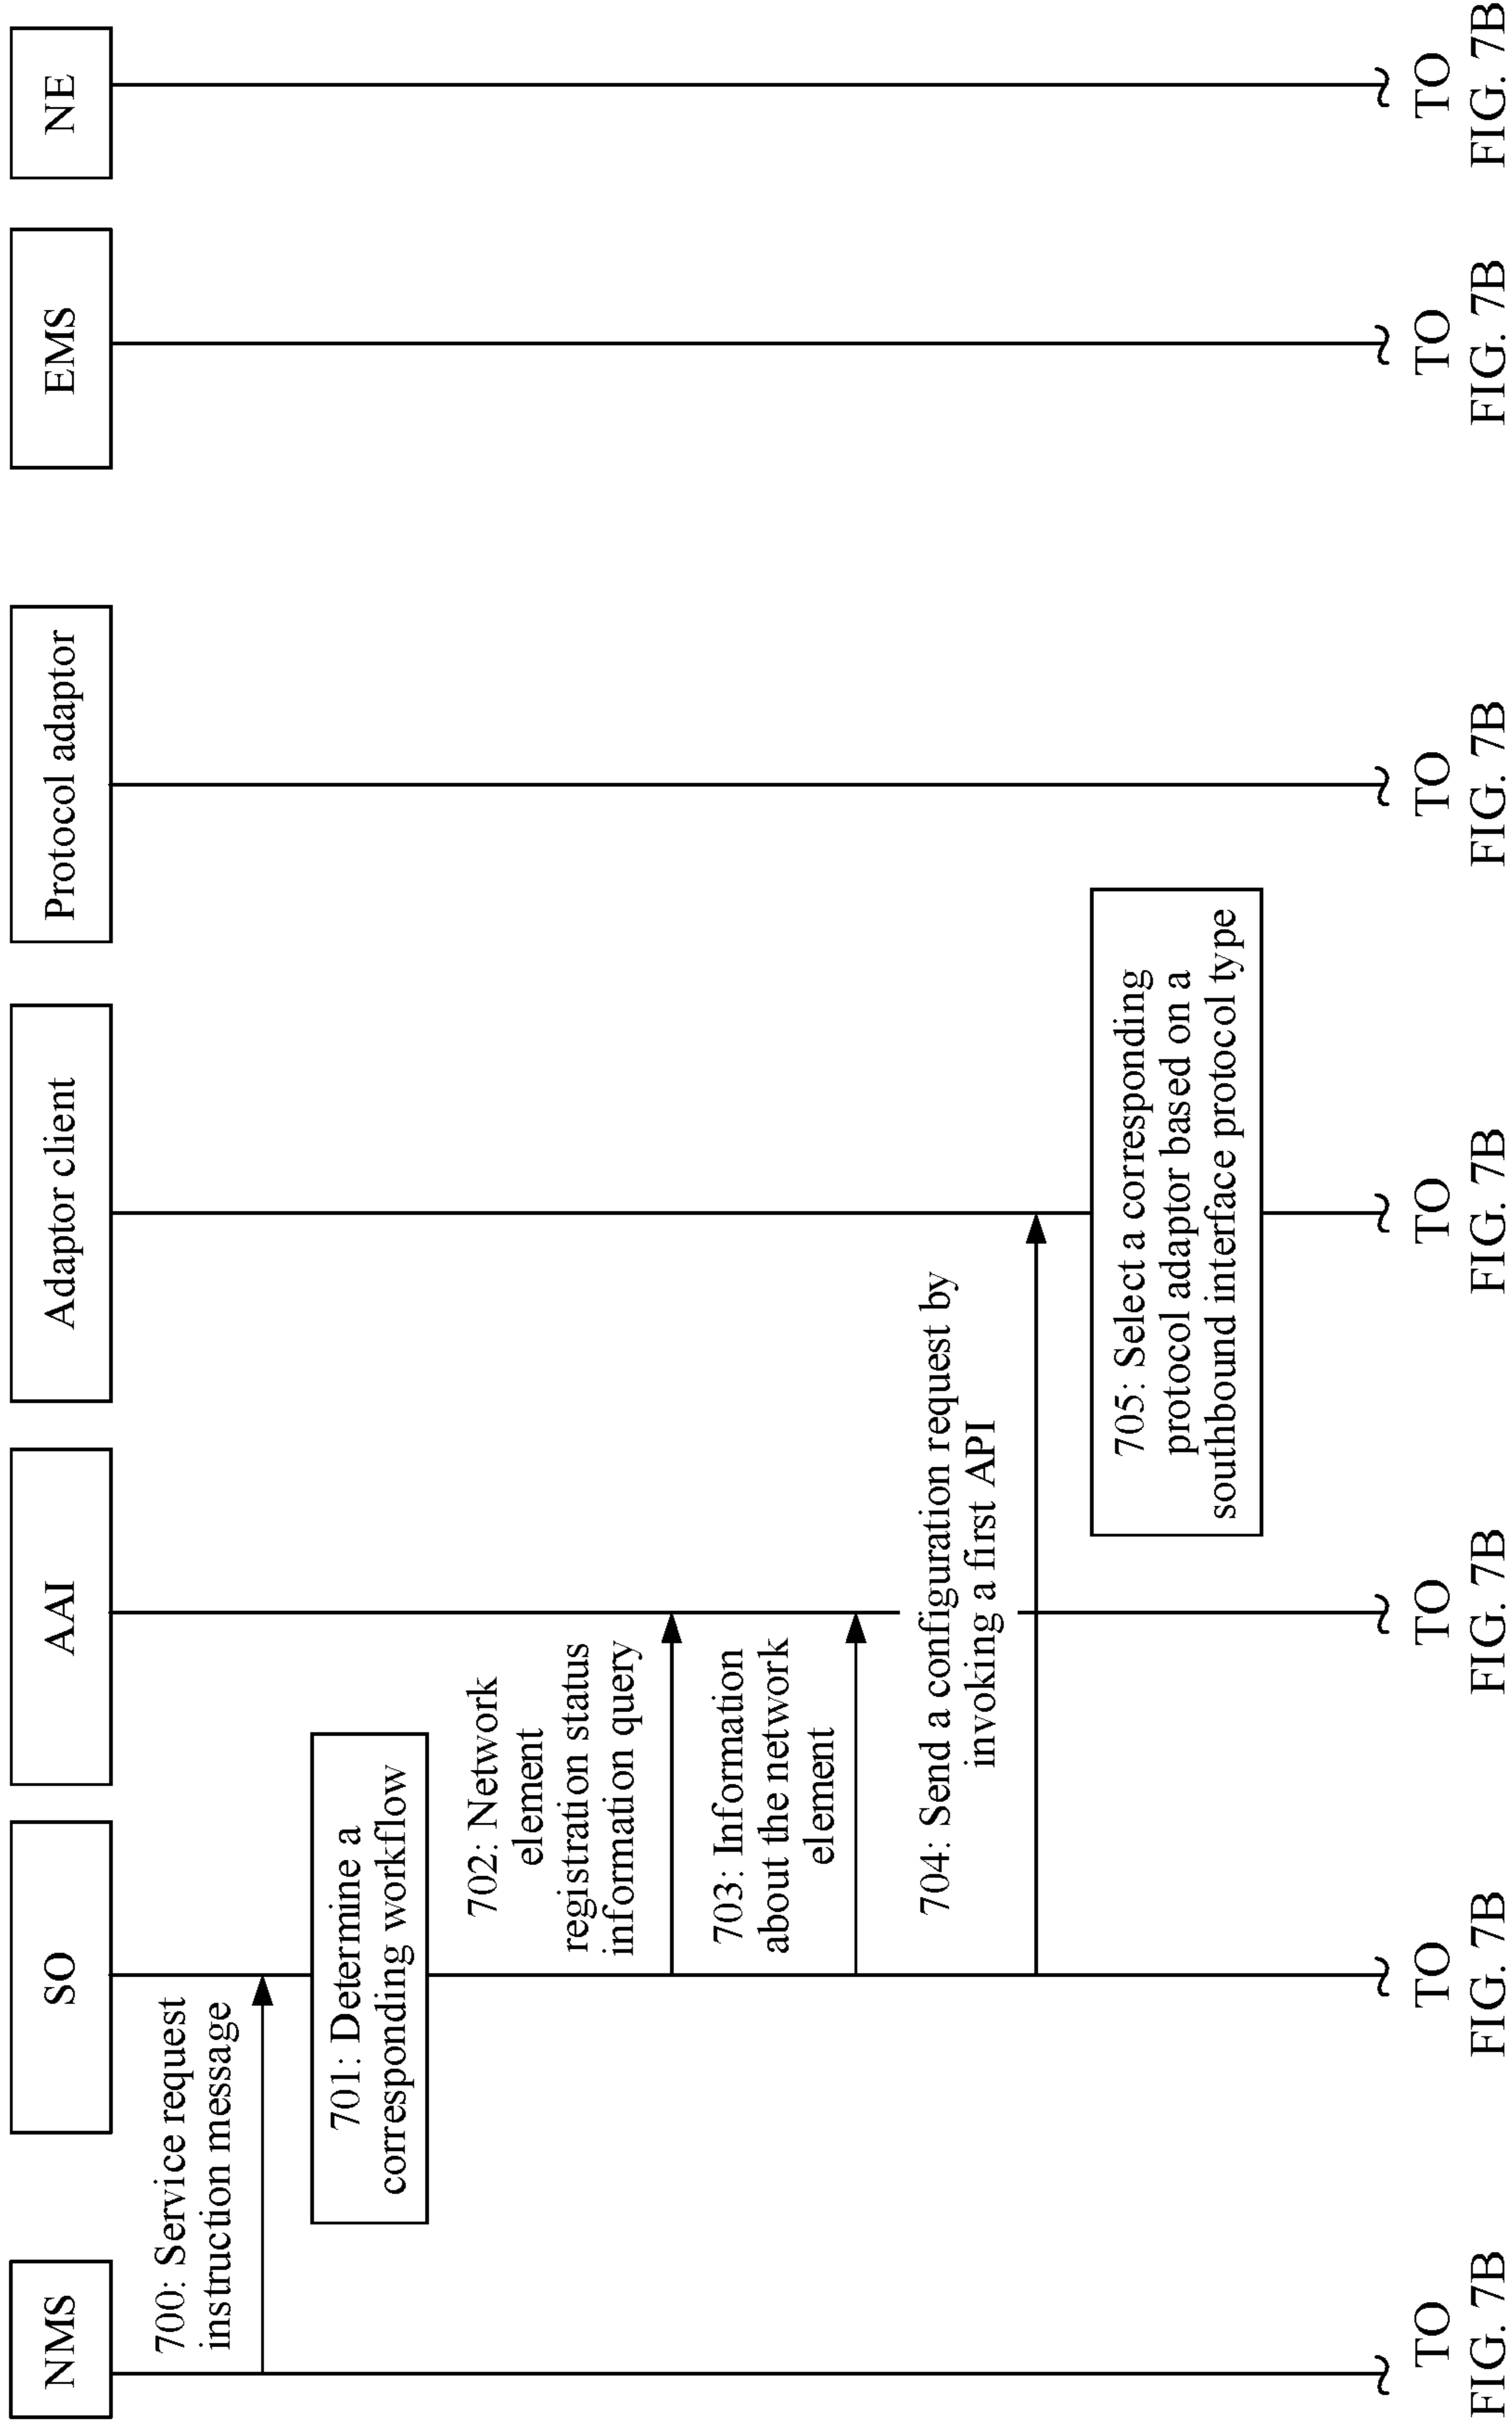 NMS
SO
AAI
Adaptor client
Protocol adaptor
EMS
NE
700: Service request
instruction message
701: Determine a
corresponding workflow
702: Network
element
registration status
information query
703: Information
about the network
element
704: Send a configuration request by
invoking a first API
705: Select a corresponding
protocol adaptor based on a
southbound interface protocol type
TO
FIG. 7B
TO
FIG. 7B
TO
FIG. 7B
TO
FIG. 7B
TO
FIG. 7B
TO
FIG. 7B
TO
FIG. 7B